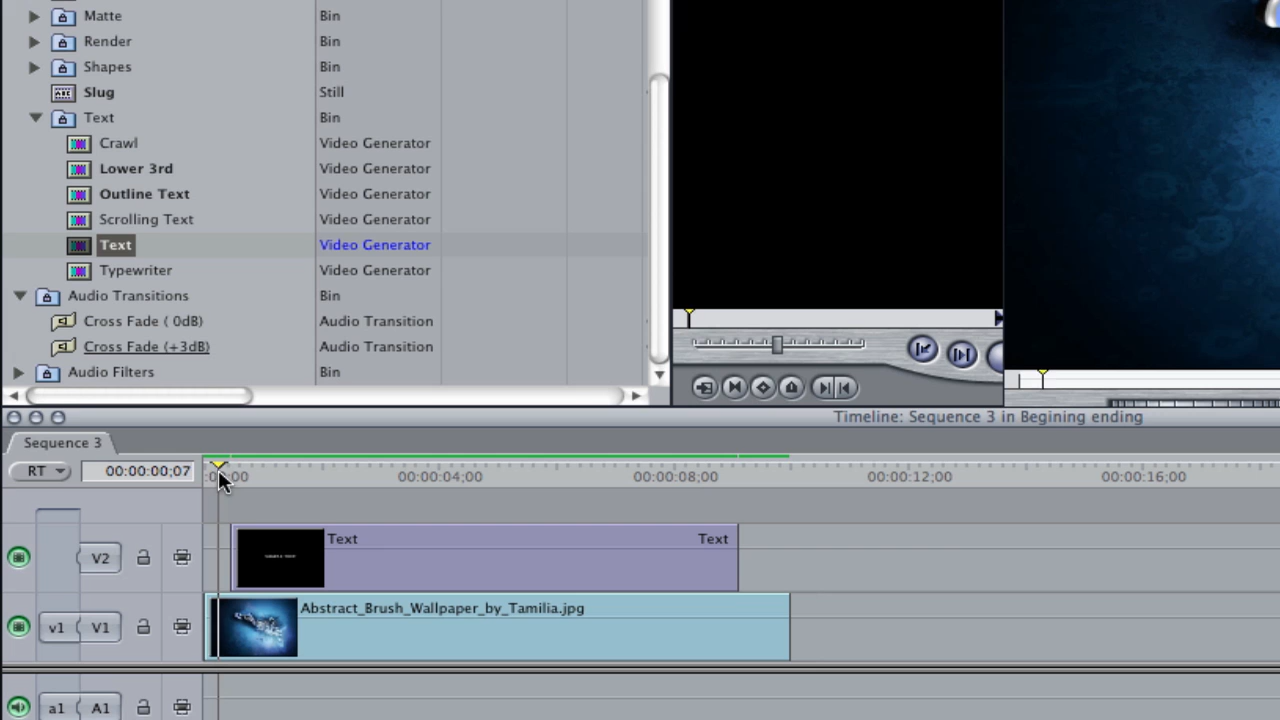 Matte Bin
Render Bin
Shapes Bin
Slug Still
Text Bin
Crawl Video Generator
Lower 3rd Video Generator
Outline Text Video Generator
Scrolling Text Video Generator
Text Video Generator
Typewriter Video Generator
Audio Transitions Bin
Cross Fade ( 0dB) Audio Transition
Cross Fade (+3dB) Audio Transition
Audio Filters Bin
Timeline: Sequence 3 in Begining ending
Sequence 3
RT 00:00:00;07 00:00:04;00 00:00:08;00 00:00:12;00 00:00:16;00
V2 Text Text
v1 V1 Abstract_Brush_Wallpaper_by_Tamilia.jpg
a1 A1